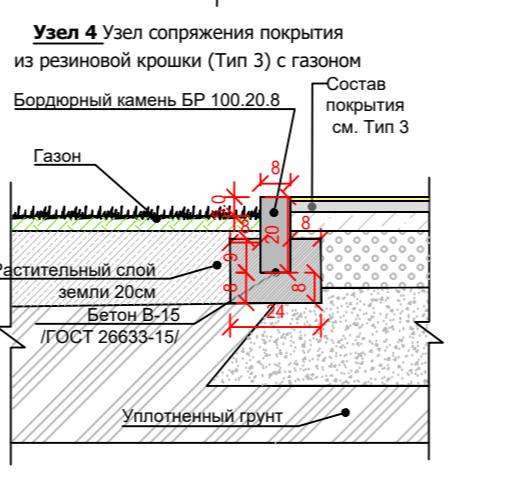 Узел 4 Узел сопряжения покрытия
из резиновой крошки (Тип 3) с газоном
Бордюрный камень БР 100.20.8
Состав
покрытия
см. Тип 3
Газон
8
20
8
8
9
8
8
24
Растительный слой
земли 20см
Бетон В-15
/ГОСТ 26633-15/
Уплотненный грунт